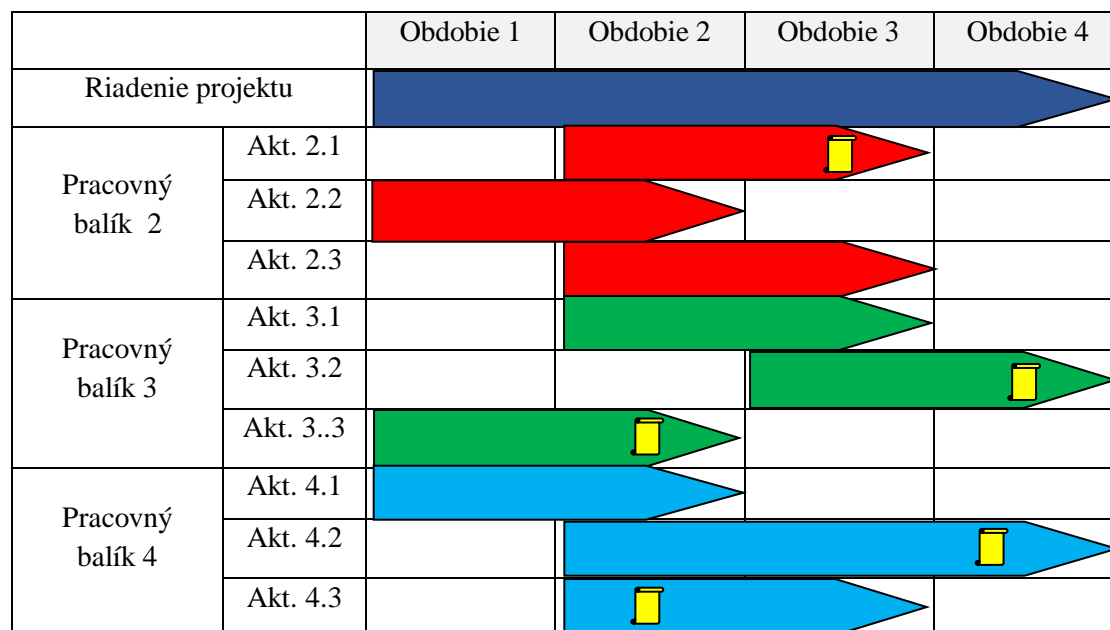 Obdobie 1 Obdobie 2 Obdobie 3 Obdobie 4
Riadenie projektu
Pracovný
balík 2
Akt. 2.1
Akt. 2.2
Akt. 2.3
Pracovný
balík 3
Akt. 3.1
Akt. 3.2
Akt. 3..3
Pracovný
balík 4
Akt. 4.1
Akt. 4.2
Akt. 4.3